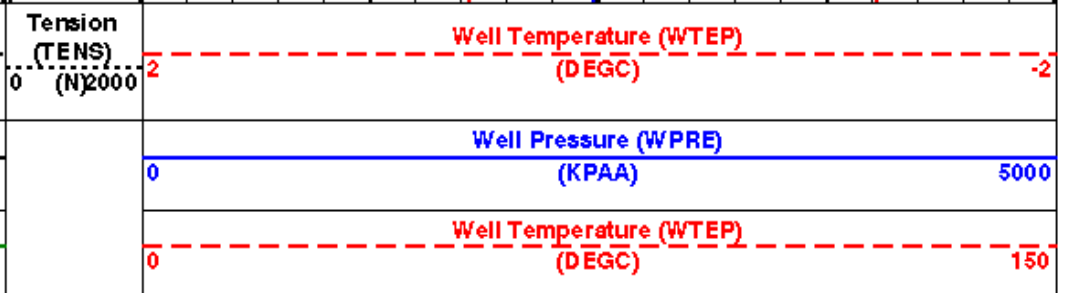 Tension
(TENS)
0 (N)2000
Well Temperature (WTEP)
2 (DEGC) -2
Well Pressure (WPRE)
0 (KPAA) 5000
Well Temperature (WTEP)
0 (DEGC) 150